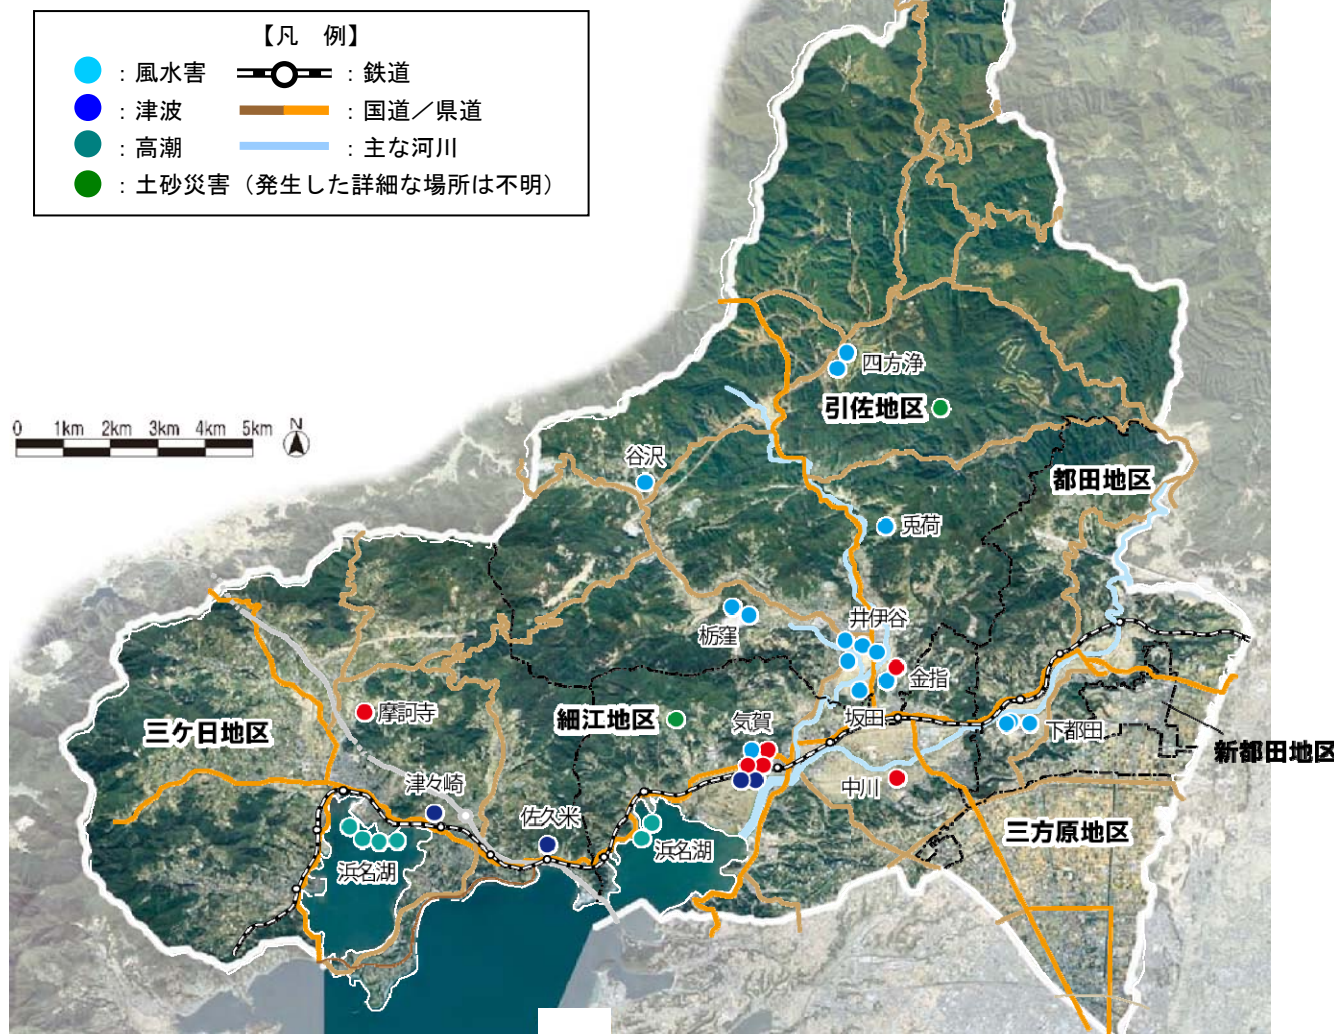 【凡 例】
：風水害 ：鉄道
：津波 ：国道／県道
：高潮 ：主な河川
：土砂災害（発生した詳細な場所は不明）
0 1km 2km 3km 4km 5km N
四方浄
引佐地区
谷沢
都田地区
兎荷
井伊谷
栃窪
金指
摩訶寺
三ケ日地区
細江地区
気賀
坂田
下都田
新都田地区
津々崎
中川
佐久米
三方原地区
浜名湖
浜名湖